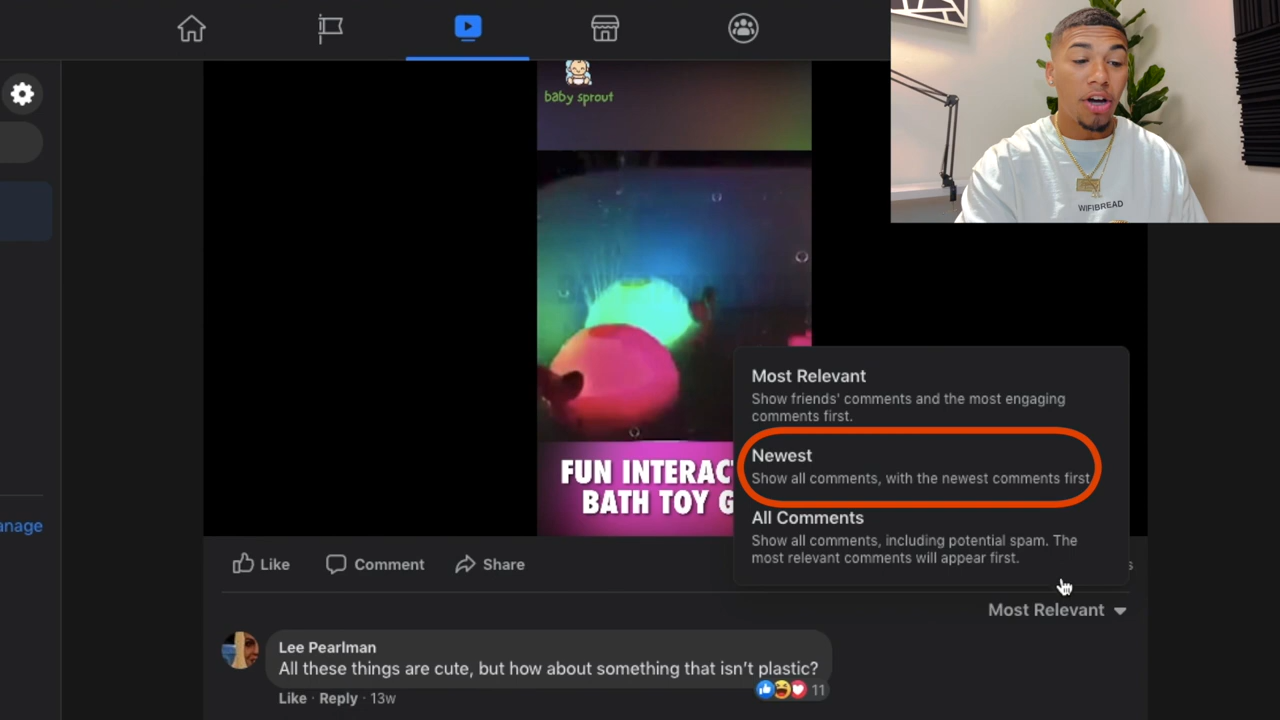 baby sprout
WIFIBREAD
FUN INTERAC
BATH TOY G
Most Relevant
Show friends' comments and the most engaging
comments first.
Newest
Show all comments, with the newest comments first
All Comments
Show all comments, including potential spam. The
most relevant comments will appear first.
anage
Like
Comment
Share
s
Most Relevant
Lee Pearlman
All these things are cute, but how about something that isn't plastic?
Like · Reply · 13w
11